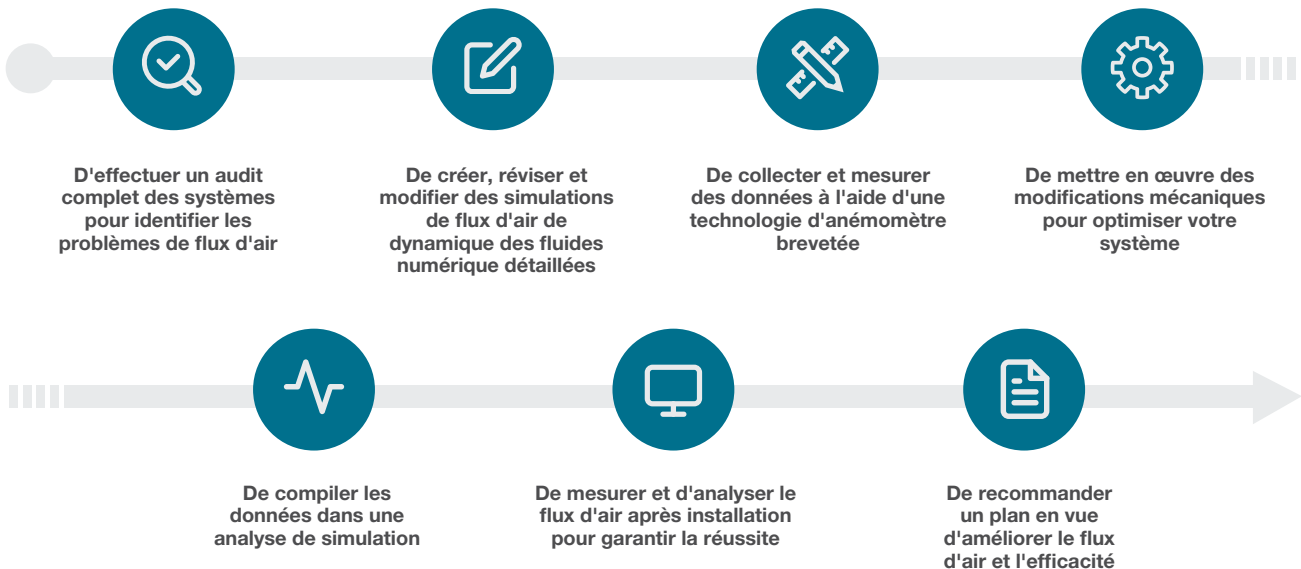 D'effectuer un audit
complet des systèmes
pour identifier les
problèmes de flux d'air
De créer, réviser et
modifier des simulations
de flux d'air de
dynamique des fluides
numérique détaillées
De collecter et mesurer
des données à l'aide d'une
technologie d'anémomètre
brevetée
De mettre en œuvre des
modifications mécaniques
pour optimiser votre
système
De compiler les
données dans une
analyse de simulation
De mesurer et d'analyser le
flux d'air après installation
pour garantir la réussite
De recommander
un plan en vue
d'améliorer le flux
d'air et l'efficacité